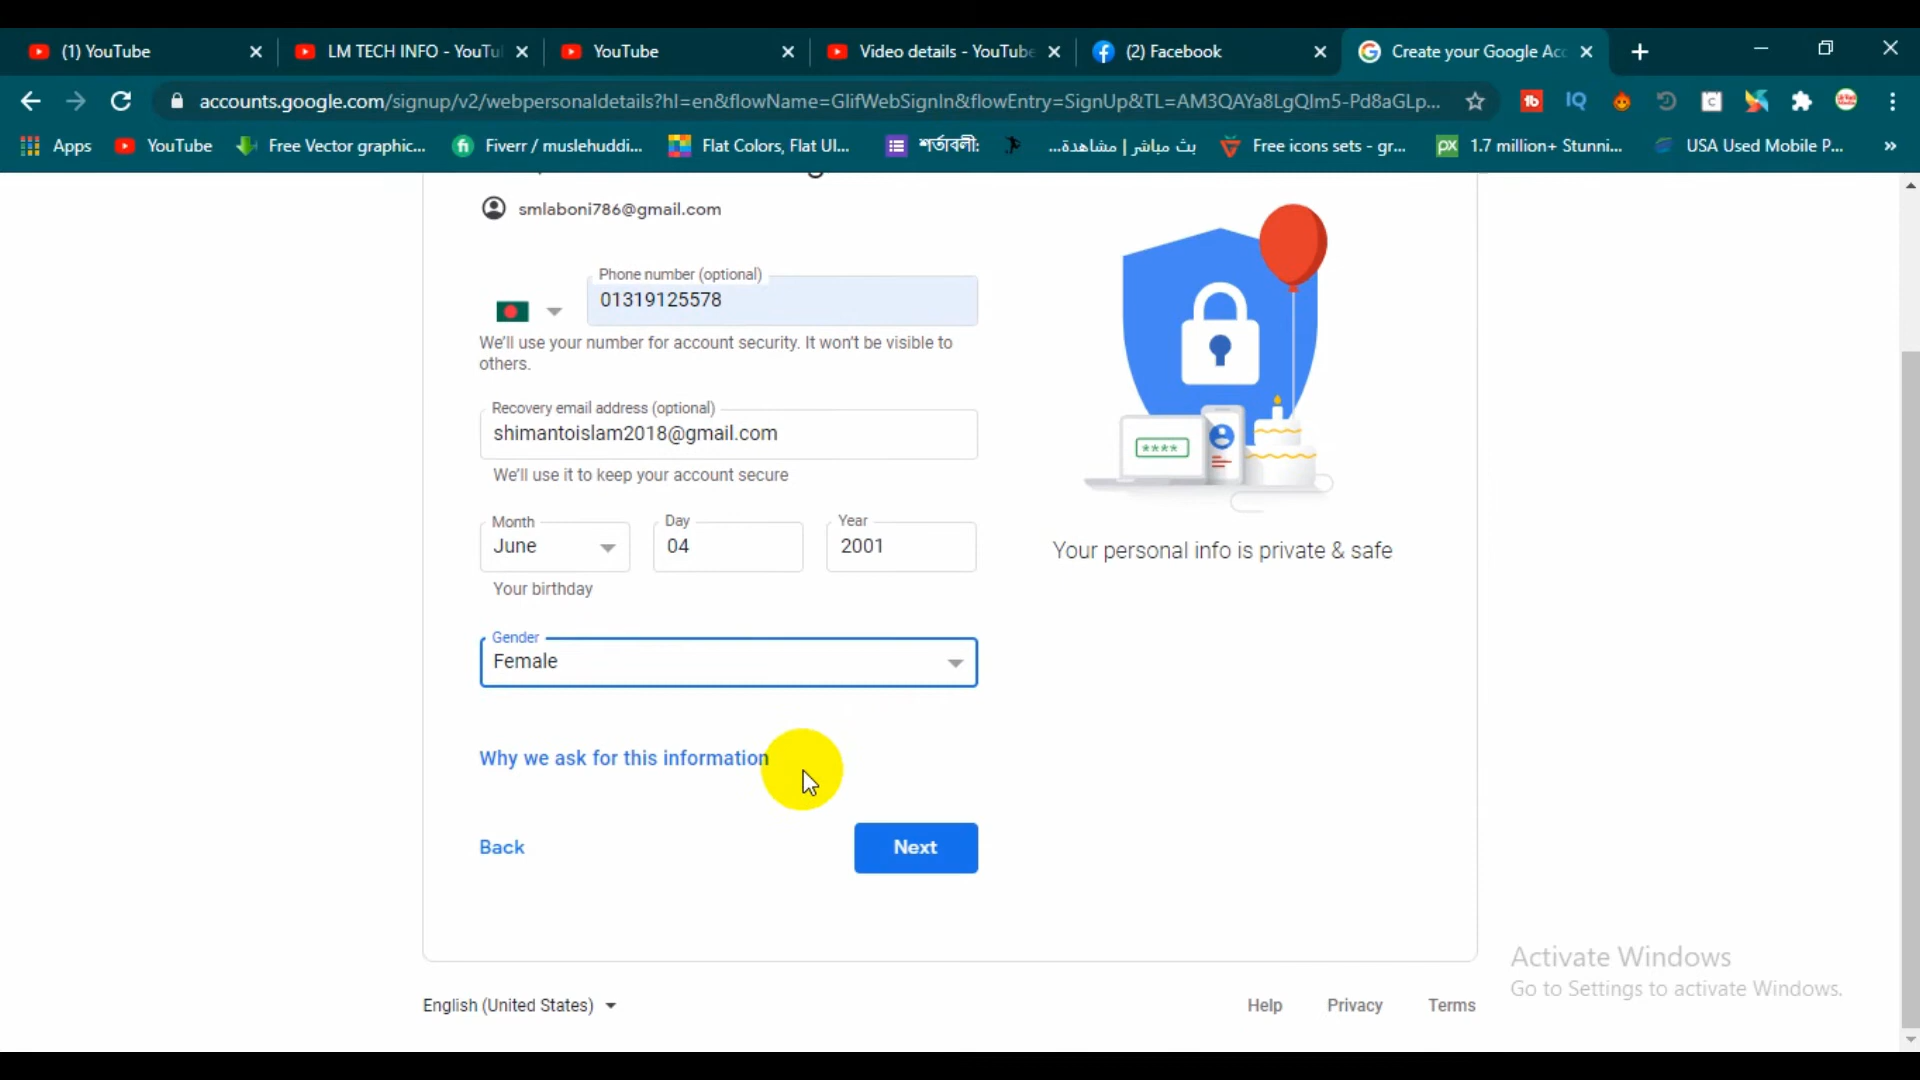 (1) YouTube
LM TECH INFO - YouTu
YouTube
Video details - YouTube
(2) Facebook
Create your Google Acc
accounts.google.com/signup/v2/webpersonaldetails?hl=en&flowName=GlifWebSignIn&flowEntry=SignUp&TL=AM3QAYa8LgQIm5-Pd8aGLp...
Apps
YouTube
Free Vector graphic...
Fiverr / muslehuddi...
Flat Colors, Flat UI...
শর্তাবলী:
بث مباشر | مشاهدة...
Free icons sets - gr...
1.7 million+ Stunni...
USA Used Mobile P...
»
smlaboni786@gmail.com
Phone number (optional)
01319125578
We'll use your number for account security. It won't be visible to
others.
Recovery email address (optional)
shimantoislam2018@gmail.com
We'll use it to keep your account secure
Month
June
Day
04
Year
2001
Your birthday
Gender
Female
Why we ask for this information
Back
Next
****
Your personal info is private & safe
English (United States)
Help
Privacy
Terms
Activate Windows
Go to Settings to activate Windows.